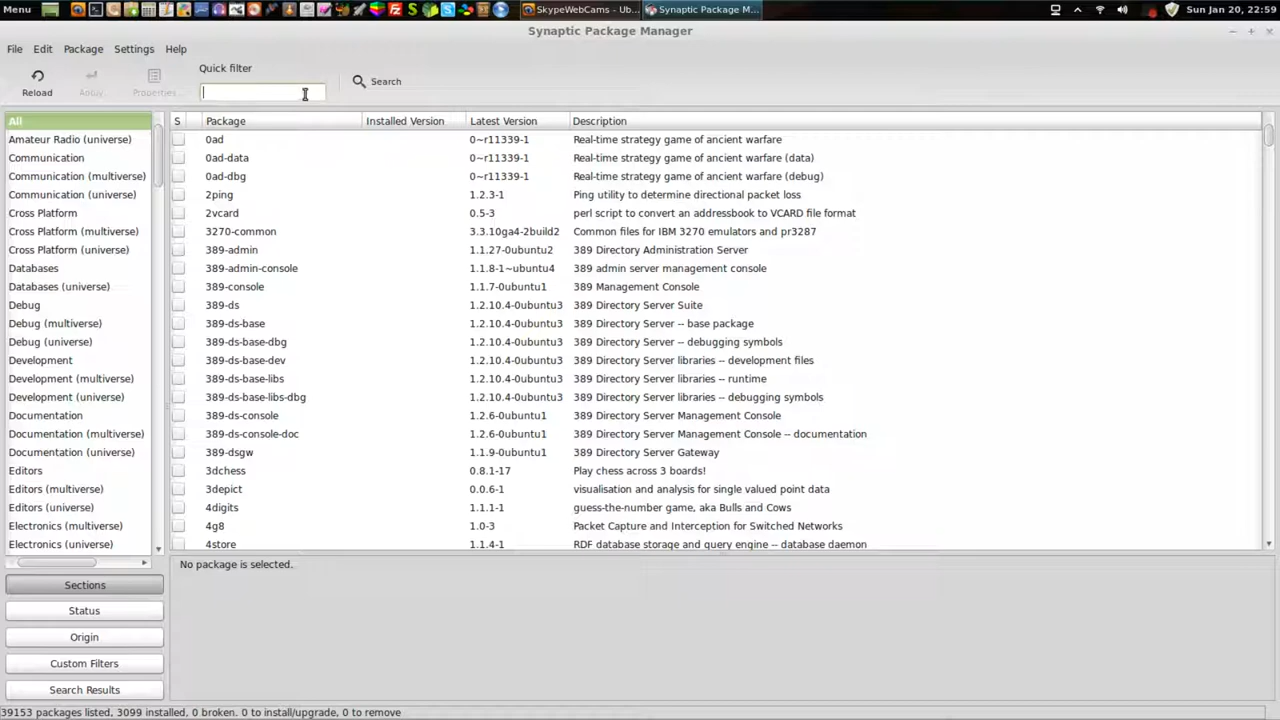 Menu SkypeWebCams - Ub... Synaptic Package M... Sun Jan 20, 22:59
Synaptic Package Manager
File Edit Package Settings Help
Quick filter
Reload Apply Properties Search
S Package Installed Version Latest Version Description
All
Amateur Radio (universe)
Communication
Communication (multiverse)
Communication (universe)
Cross Platform
Cross Platform (multiverse)
Cross Platform (universe)
Databases
Databases (universe)
Debug
Debug (multiverse)
Debug (universe)
Development
Development (multiverse)
Development (universe)
Documentation
Documentation (multiverse)
Documentation (universe)
Editors
Editors (multiverse)
Editors (universe)
Electronics (multiverse)
Electronics (universe)
0ad 0~r11339-1 Real-time strategy game of ancient warfare
0ad-data 0~r11339-1 Real-time strategy game of ancient warfare (data)
0ad-dbg 0~r11339-1 Real-time strategy game of ancient warfare (debug)
2ping 1.2.3-1 Ping utility to determine directional packet loss
2vcard 0.5-3 perl script to convert an addressbook to VCARD file format
3270-common 3.3.10ga4-2build2 Common files for IBM 3270 emulators and pr3287
389-admin 1.1.27-0ubuntu2 389 Directory Administration Server
389-admin-console 1.1.8-1~ubuntu4 389 admin server management console
389-console 1.1.7-0ubuntu1 389 Management Console
389-ds 1.2.10.4-0ubuntu3 389 Directory Server Suite
389-ds-base 1.2.10.4-0ubuntu3 389 Directory Server -- base package
389-ds-base-dbg 1.2.10.4-0ubuntu3 389 Directory Server -- debugging symbols
389-ds-base-dev 1.2.10.4-0ubuntu3 389 Directory Server libraries -- development files
389-ds-base-libs 1.2.10.4-0ubuntu3 389 Directory Server libraries -- runtime
389-ds-base-libs-dbg 1.2.10.4-0ubuntu3 389 Directory Server libraries -- debugging symbols
389-ds-console 1.2.6-0ubuntu1 389 Directory Server Management Console
389-ds-console-doc 1.2.6-0ubuntu1 389 Directory Server Management Console -- documentation
389-dsgw 1.1.9-0ubuntu1 389 Directory Server Gateway
3dchess 0.8.1-17 Play chess across 3 boards!
3depict 0.0.6-1 visualisation and analysis for single valued point data
4digits 1.1.1-1 guess-the-number game, aka Bulls and Cows
4g8 1.0-3 Packet Capture and Interception for Switched Networks
4store 1.1.4-1 RDF database storage and query engine -- database daemon
No package is selected.
Sections
Status
Origin
Custom Filters
Search Results
39153 packages listed, 3099 installed, 0 broken. 0 to install/upgrade, 0 to remove